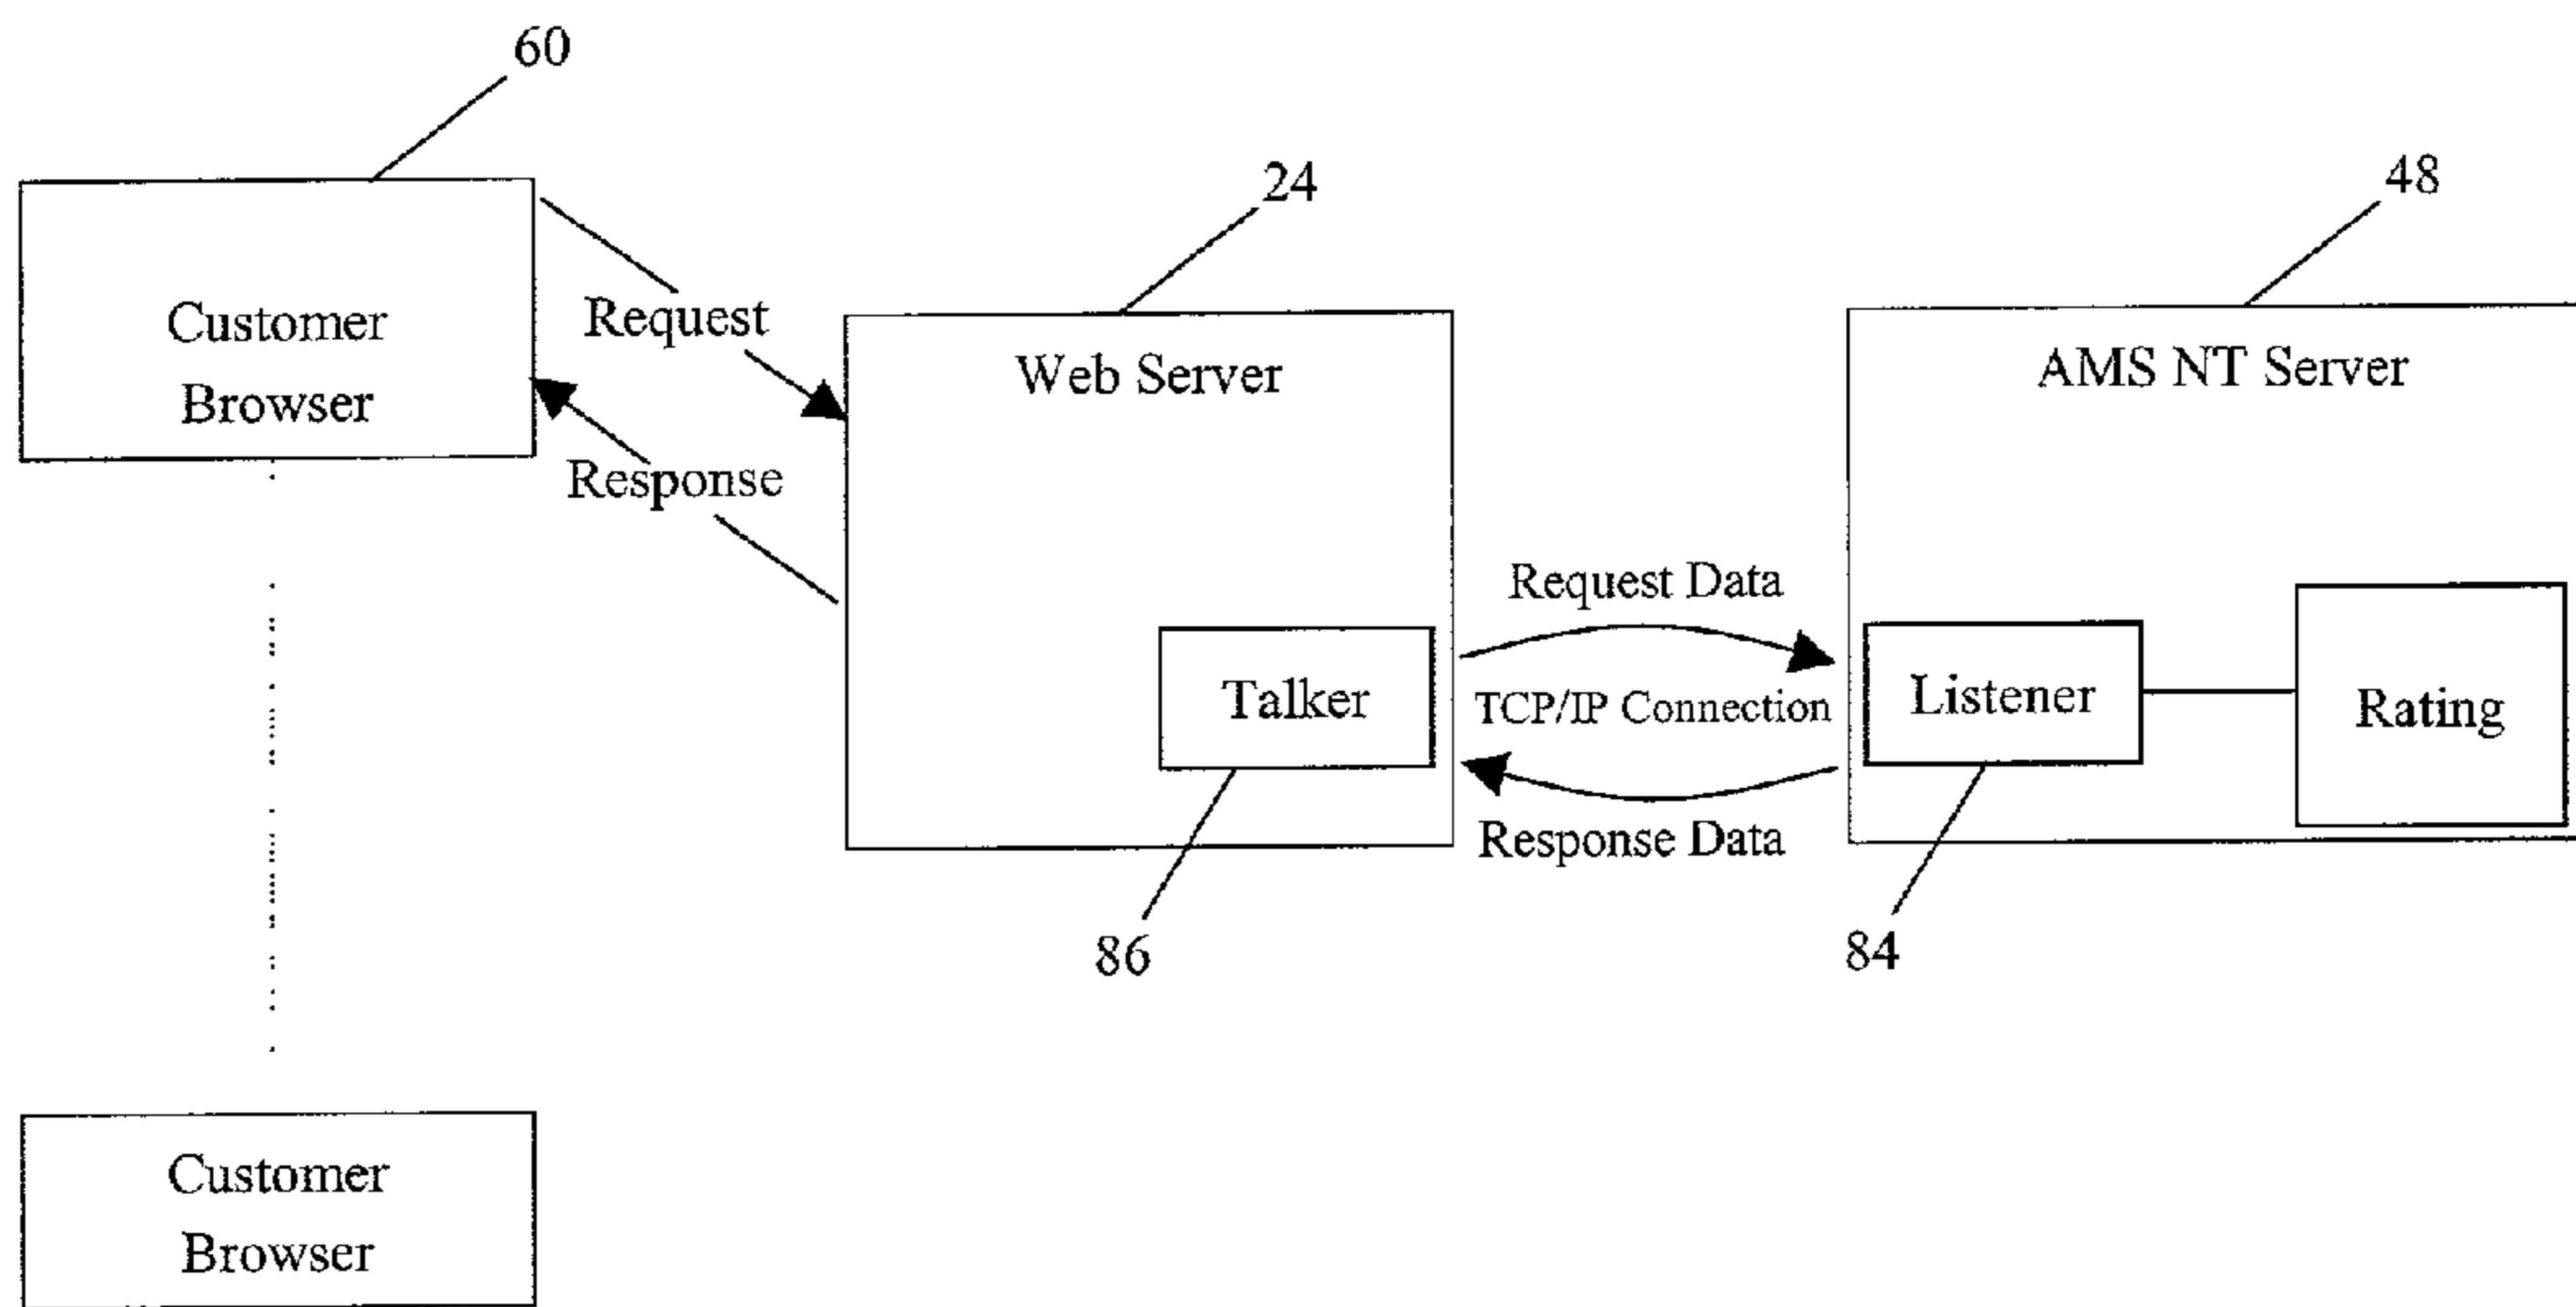 60
24
48
Customer
Browser
Request
Response
Web Server
AMS NT Server
Request Data
TCP/IP Connection
Response Data
Talker
Listener
Rating
86
84
Customer
Browser